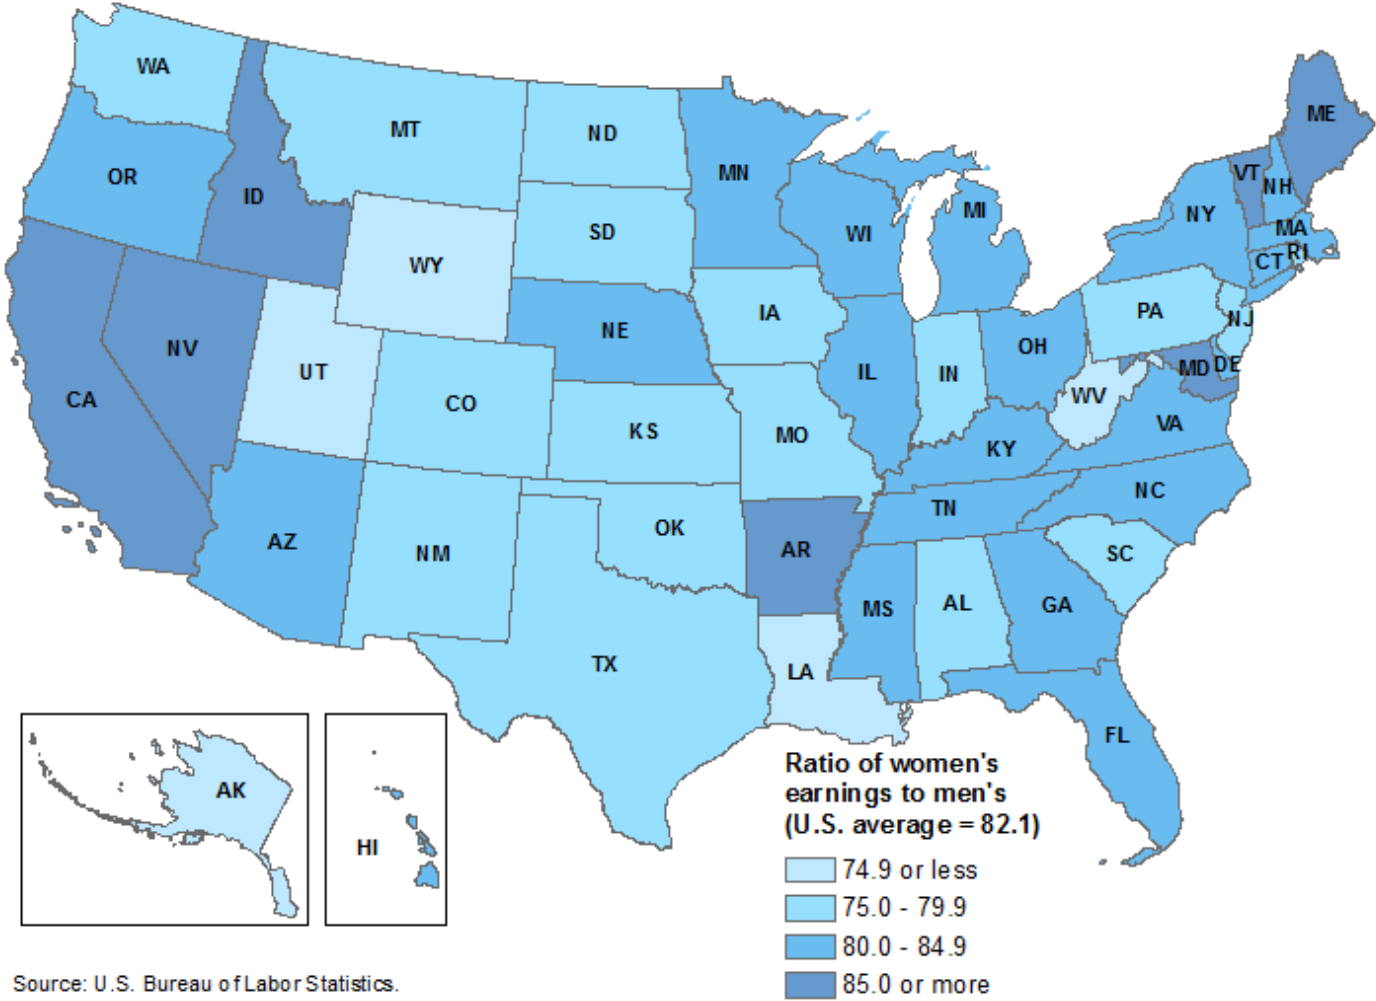 WA
MT
ND
MN
ME
OR
ID
SD
WI
MI
NY
VT
NH
MA
CT
RI
WY
NE
IA
PA
NJ
NV
UT
CO
IL
IN
OH
MD
DE
WV
CA
KS
MO
KY
VA
AZ
NM
OK
AR
TN
NC
SC
TX
LA
MS
AL
GA
FL
AK
HI
Ratio of women's
earnings to men's
(U.S. average = 82.1)
74.9 or less
75.0 - 79.9
80.0 - 84.9
85.0 or more
Source: U.S. Bureau of Labor Statistics.